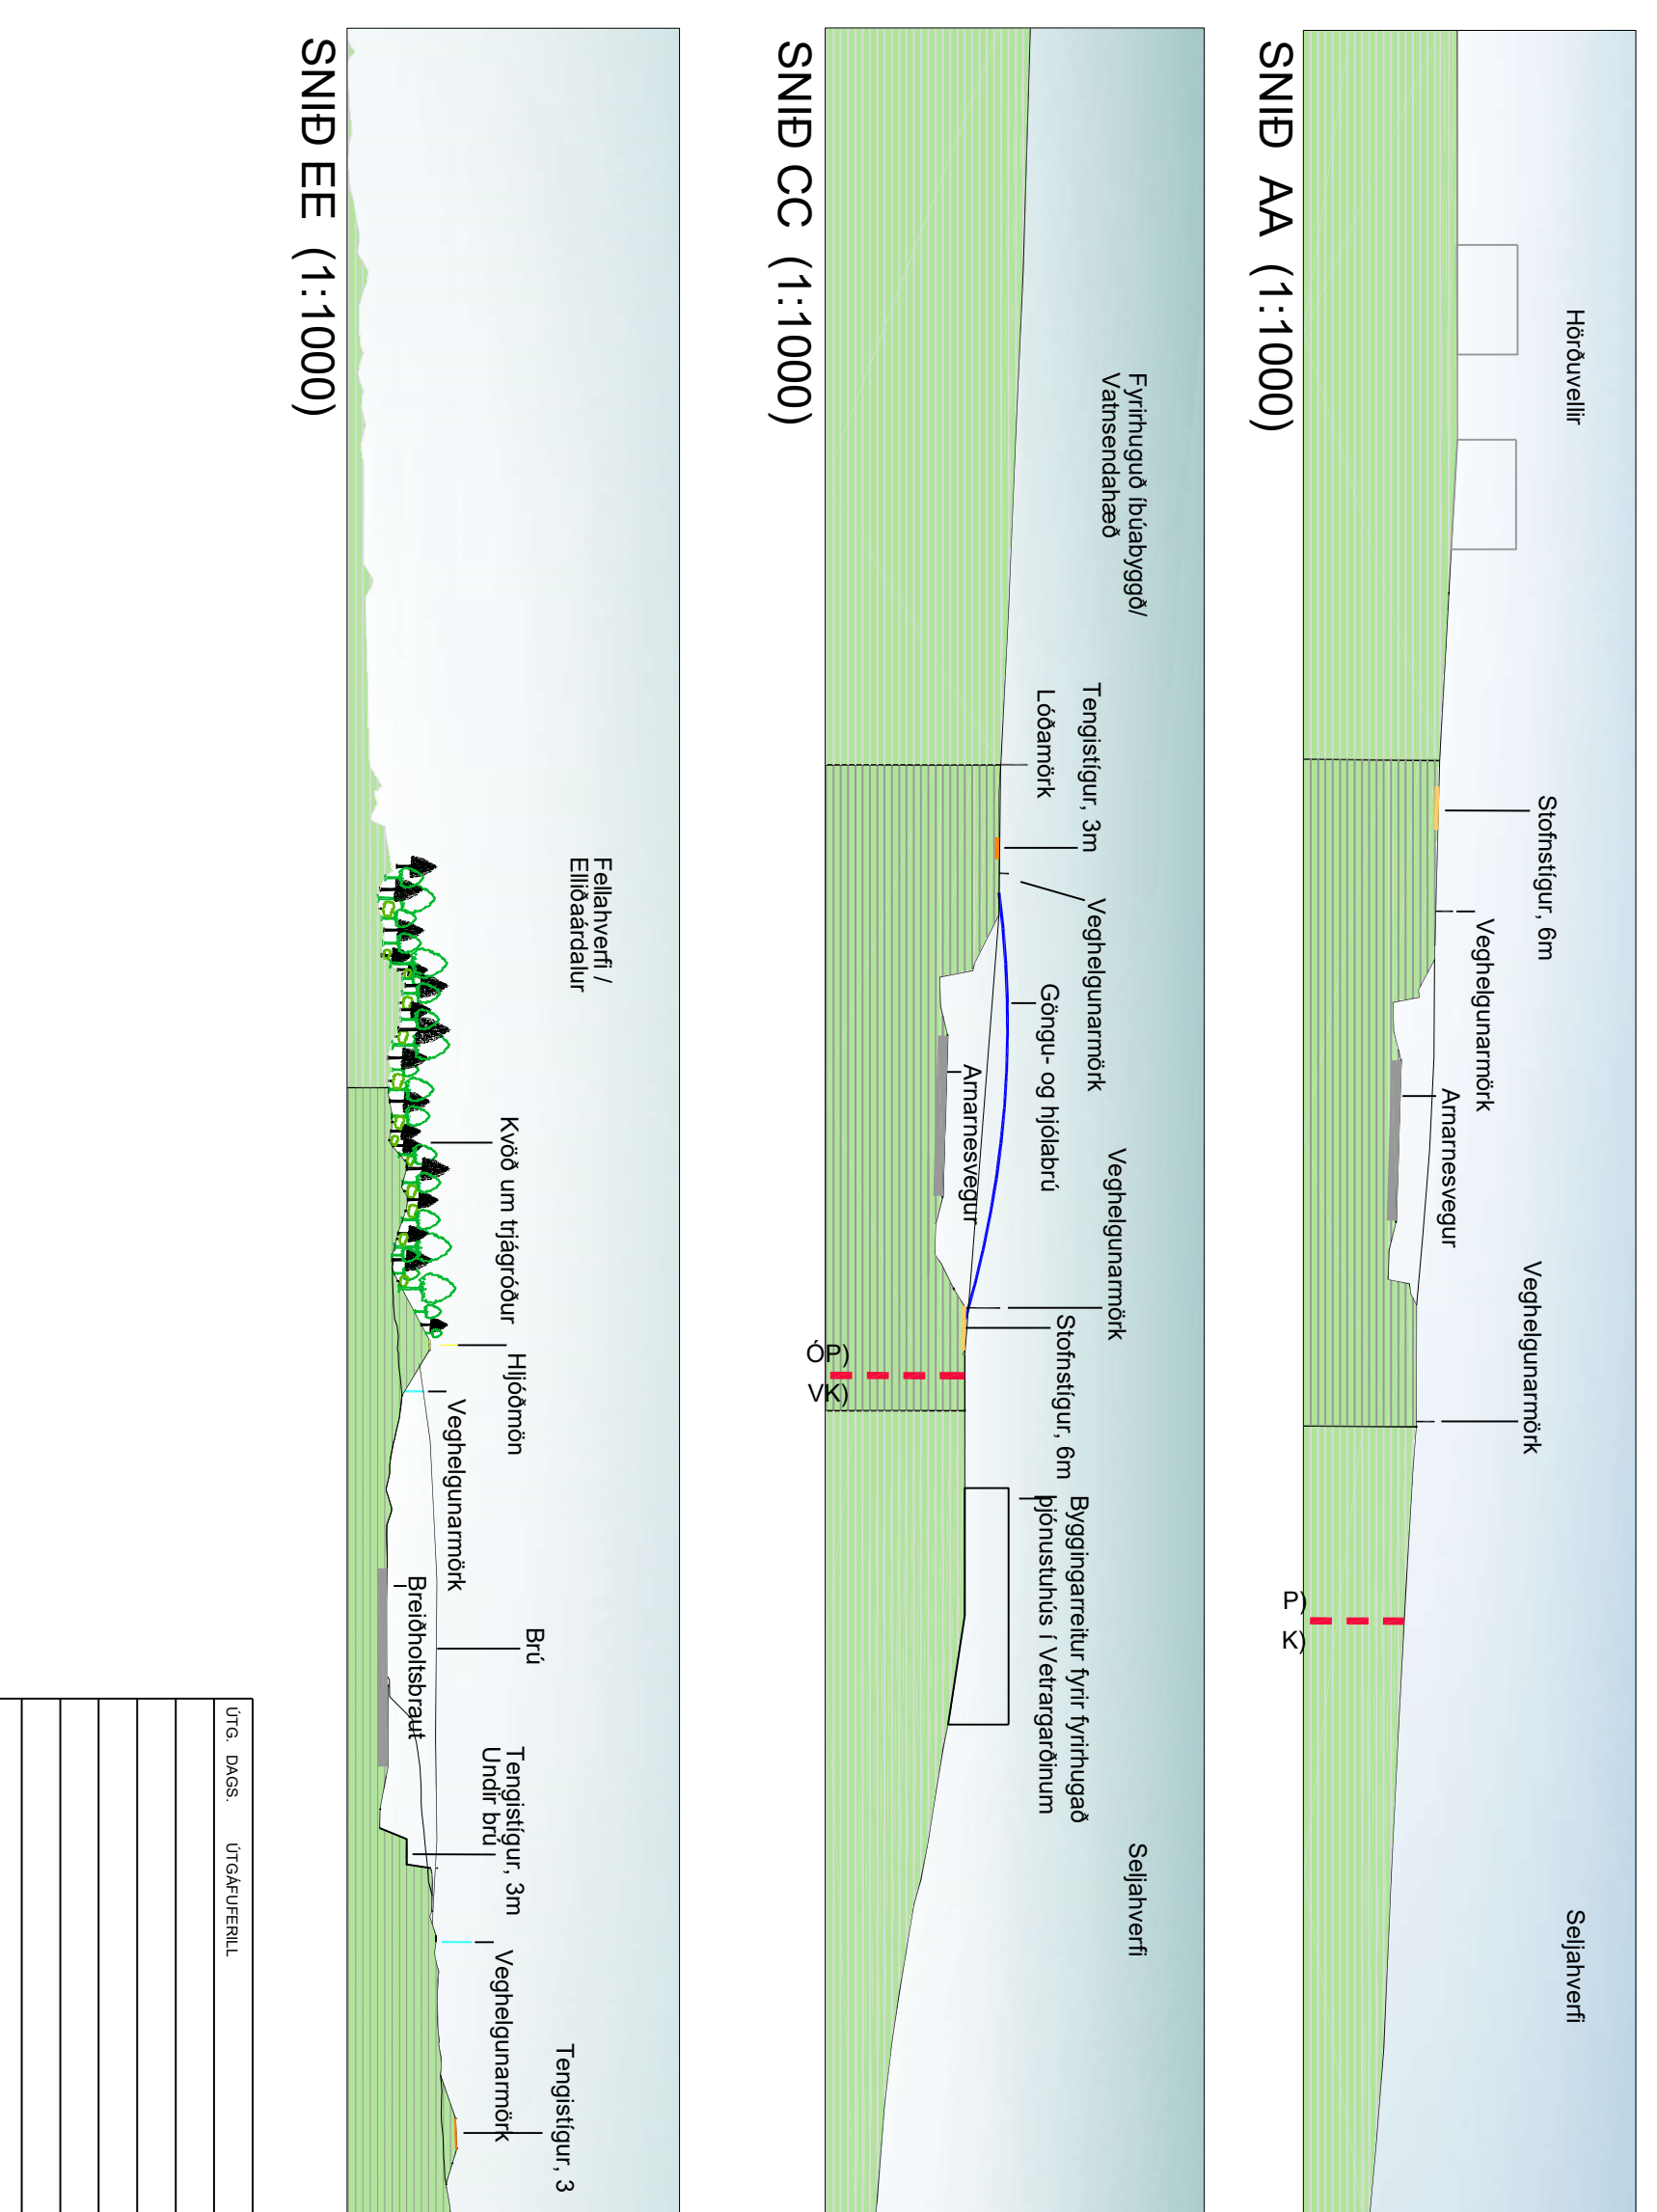 Hörðuvellir
Stofnstígur, 6m
Veghelgunarmörk
Arnarnesvegur
Veghelgunarmörk
Seljahverfi
P)
K)
SNIÐ AA (1:1000)
Fyrirhuguð íbúabyggð/
Vatnsendahæð
Tengistígur, 3m
Lóðamörk
Veghelgunarmörk
Göngu- og hjólabrú
Arnarnesvegur
Veghelgunarmörk
Stofnstígur, 6m
ÓP)
VK)
Byggingarreitur fyrir fyrirhugað
þjónustuhús í Vetrargarðinum
Seljahverfi
SNIÐ CC (1:1000)
Fellahverfi /
Elliðaárdalur
Kvöð um trjágróður
Hljóðmön
Veghelgunarmörk
Breiðholtsbraut
Brú
Tengistígur, 3m
Undir brú
Veghelgunarmörk
Tengistígur, 3
SNIÐ EE (1:1000)
ÚTG. DAGS. ÚTGÁFUFERILL